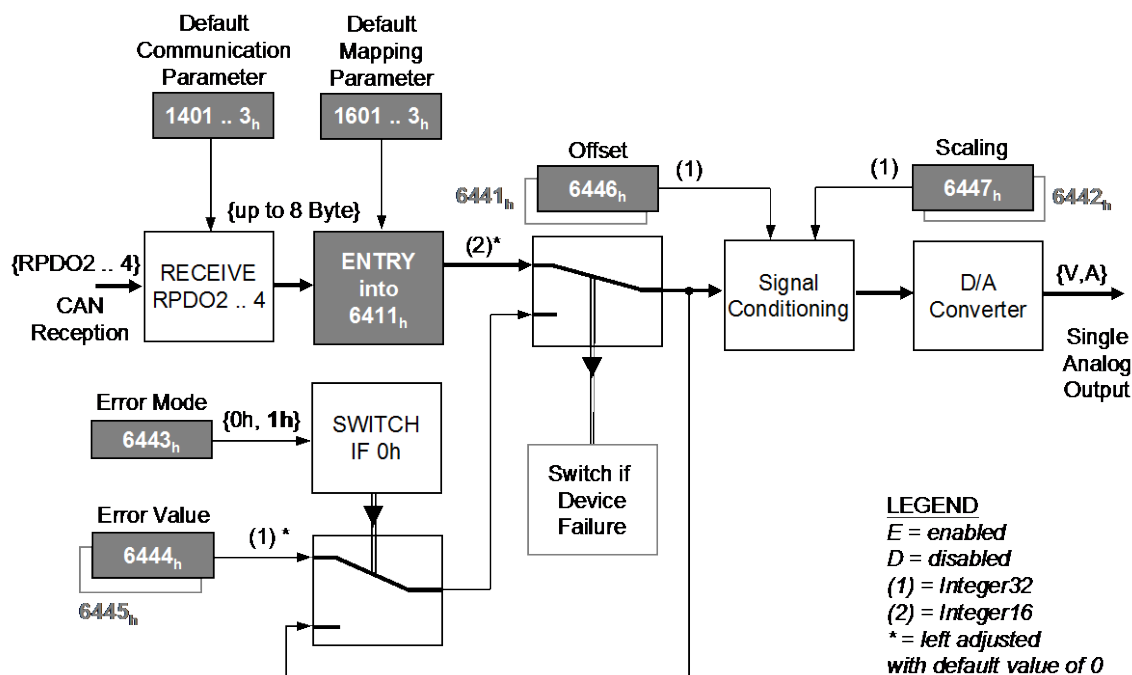 Default
Communication
Parameter
1401 .. 3h
Default
Mapping
Parameter
1601 .. 3h
Offset
6441h
6446h
(1)
Scaling
(1)
6447h
6442h
{RPDO2 .. 4}
CAN
Reception
RECEIVE
RPDO2 .. 4
{up to 8 Byte}
ENTRY
into
6411h
(2)*
Signal
Conditioning
D/A
Converter
{V,A}
Single
Analog
Output
Error Mode
6443h
{0h, 1h}
SWITCH
IF 0h
Switch if
Device
Failure
Error Value
6444h
6445h
(1) *
LEGEND
E = enabled
D = disabled
(1) = Integer32
(2) = Integer16
* = left adjusted
with default value of 0